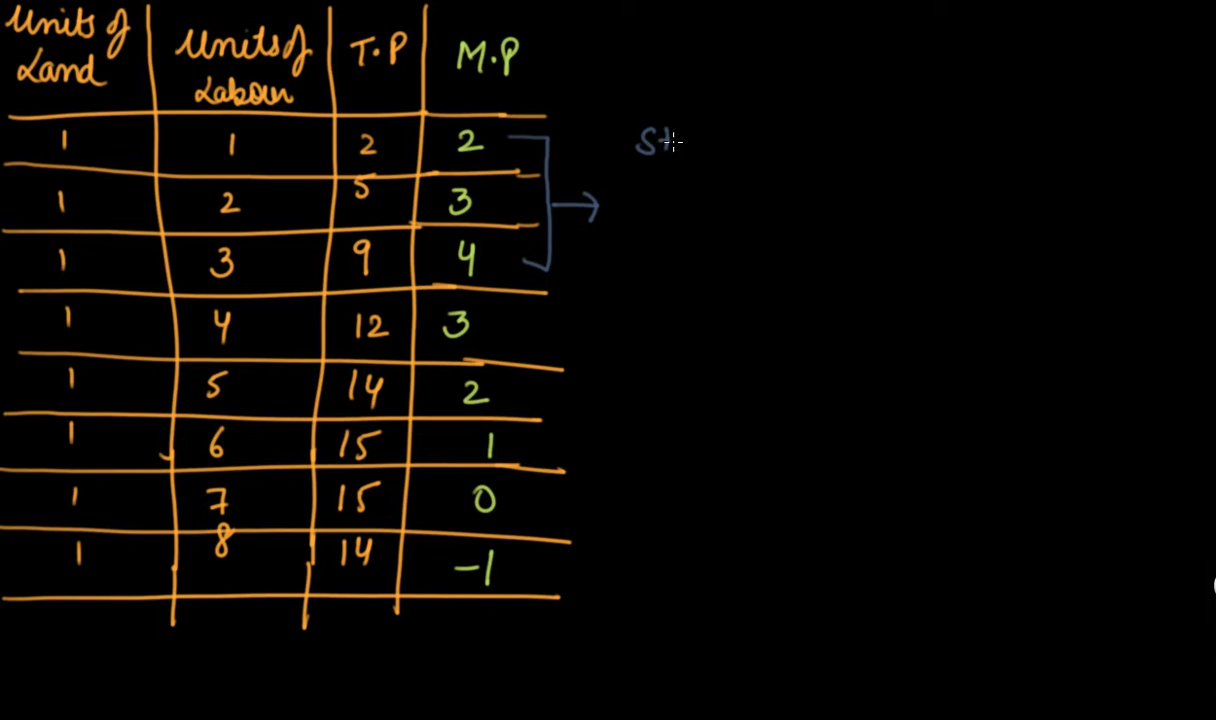 Units of Land | Units of Labour | T.P | M.P
1 | 1 | 2 | 2
1 | 2 | 5 | 3
1 | 3 | 9 | 4
1 | 4 | 12 | 3
1 | 5 | 14 | 2
1 | 6 | 15 | 1
1 | 7 | 15 | 0
1 | 8 | 14 | -1